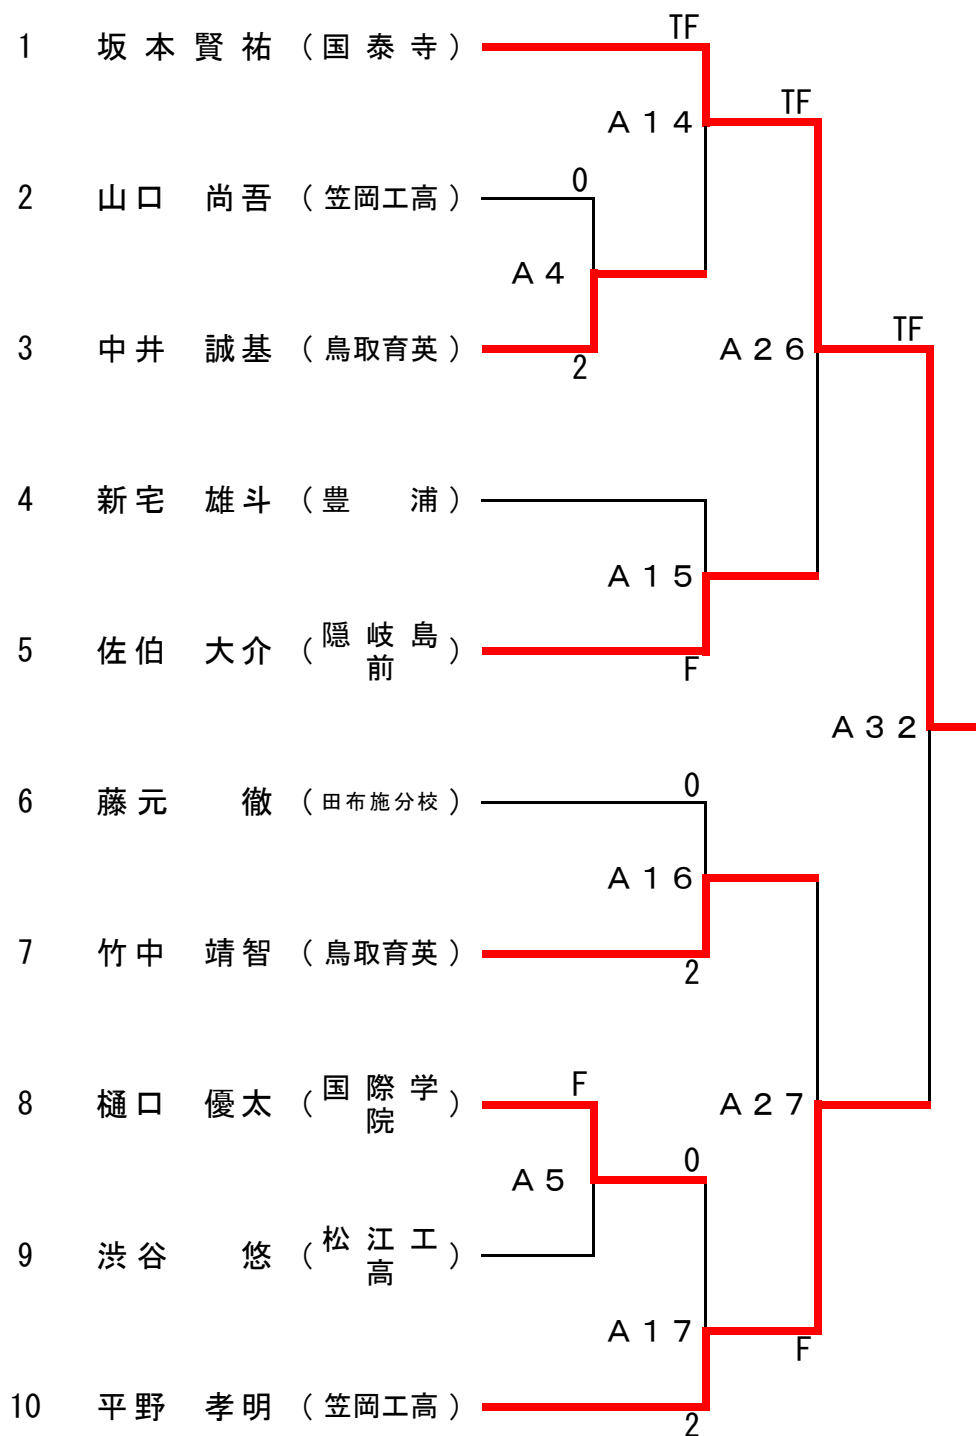 TF
1 坂本賢祐 (国泰寺)
TF
A14
2 山口 尚吾 (笠岡工高) 0
A4
TF
3 中井 誠基 (鳥取育英) A26
2
4 新宅 雄斗 (豊 浦)
A15
5 佐伯 大介 (隠岐島前)
F
A32
6 藤元 徹 (田布施分校) 0
A16
7 竹中 靖智 (鳥取育英)
2
F
8 樋口 優太 (国際学院) A27
0
A5
9 渋谷 悠 (松江工高)
A17
F
10 平野 孝明 (笠岡工高)
2